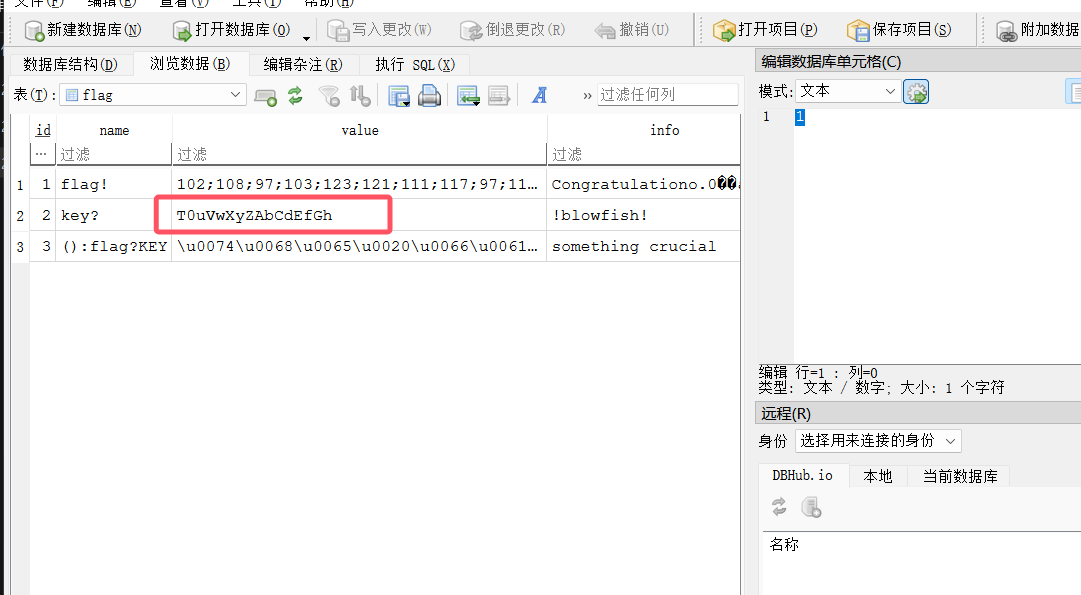 文件(F) 编辑(E) 查看(V) 工具(T) 帮助(H)
新建数据库(N) 打开数据库(O) 写入更改(W) 倒退更改(R) 撤销(U) 打开项目(P) 保存项目(S) 附加数据
数据库结构(D) 浏览数据(B) 编辑杂注(R) 执行 SQL(X)
表(T): flag » 过滤任何列
id name value info
... 过滤 过滤 过滤
1 1 flag! 102;108;97;103;123;121;111;117;97;11… Congratulationo.0��
2 2 key? T0uVwXyZAbCdEfGh !blowfish!
3 3 ():flag?KEY \u0074\u0068\u0065\u0020\u0066\u0061… something crucial
编辑数据库单元格(C)
模式: 文本
1 1
编辑 行=1 : 列=0
类型: 文本 / 数字; 大小: 1 个字符
远程(R)
身份 选择用来连接的身份
DBHub.io 本地 当前数据库
名称